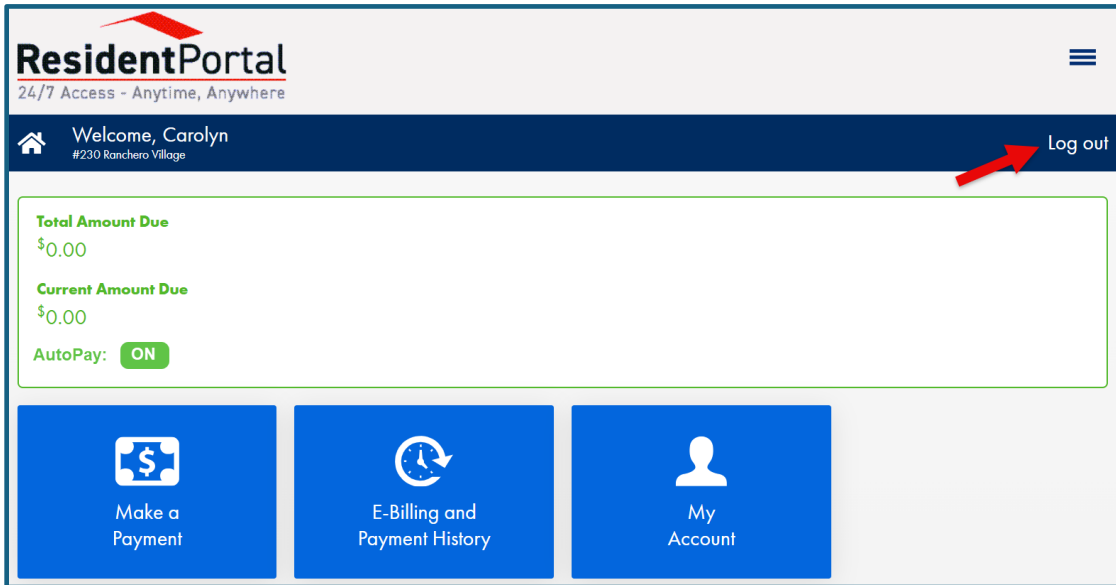 ResidentPortal
24/7 Access - Anytime, Anywhere
Welcome, Carolyn
#230 Ranchero Village
Log out
Total Amount Due
$0.00
Current Amount Due
$0.00
AutoPay: ON
$
Make a
Payment
E-Billing and
Payment History
My
Account